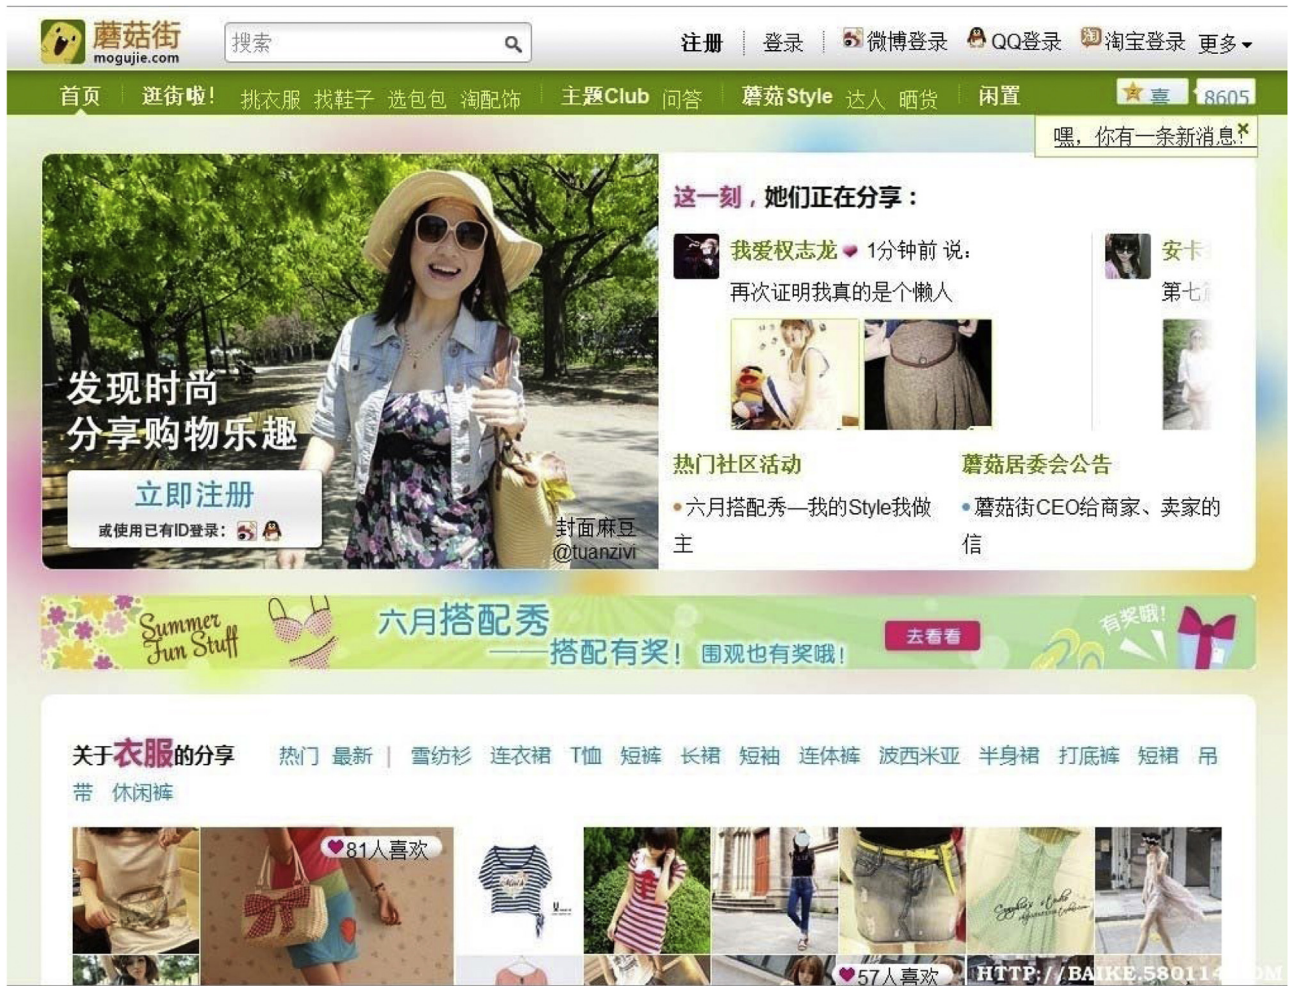 蘑菇街
mogujie.com
搜索
注册 登录 微博登录 QQ登录 淘宝登录 更多
首页 逛街啦! 挑衣服 找鞋子 选包包 淘配饰 主题Club 问答 蘑菇Style 达人 晒货 闲置 喜 8605
嘿，你有一条新消息!
这一刻，她们正在分享：
我爱权志龙 1分钟前 说：
再次证明我真的是个懒人
安卡
第七
发现时尚
分享购物乐趣
立即注册
或使用已有ID登录：
封面麻豆
@tuanzivi
热门社区活动
六月搭配秀—我的Style我做
主
蘑菇居委会公告
蘑菇街CEO给商家、卖家的
信
Summer
Fun Stuff
六月搭配秀
——搭配有奖! 围观也有奖哦!
去看看
有奖哦!
关于衣服的分享 热门 最新 | 雪纺衫 连衣裙 T恤 短裤 长裙 短袖 连体裤 波西米亚 半身裙 打底裤 短裙 吊
带 休闲裤
81人喜欢
57人喜欢